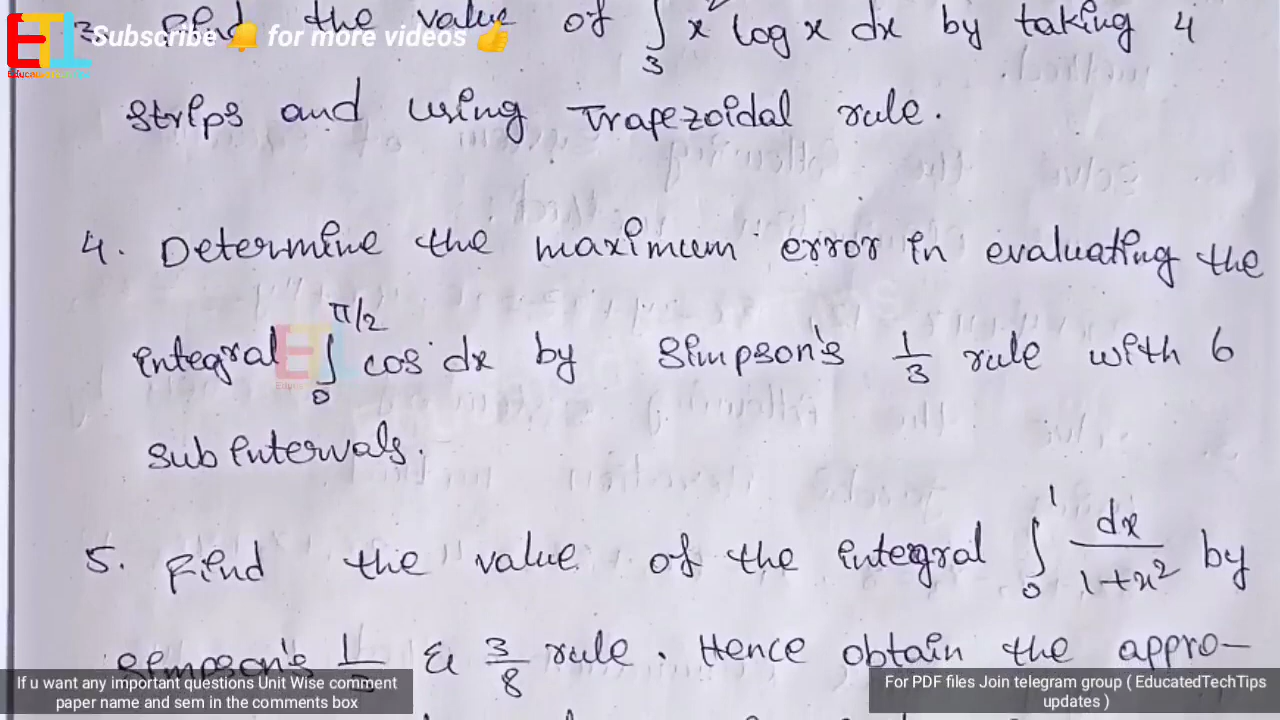 3. Find the value of ∫₃ x² log x dx by taking 4
Subscribe 🔔 for more videos 👍
ETL
strips and using Trapezoidal rule.
4. Determine the maximum error in evaluating the
integral ∫₀^π/2 cos dx by simpson's 1/3 rule with 6
sub intervals.
5. Find the value of the integral ∫₀¹ dx/1+x² by
simpson's 1/3 & 3/8 rule. Hence obtain the appro-
If u want any important questions Unit Wise comment
paper name and sem in the comments box
For PDF files Join telegram group ( EducatedTechTips
updates )